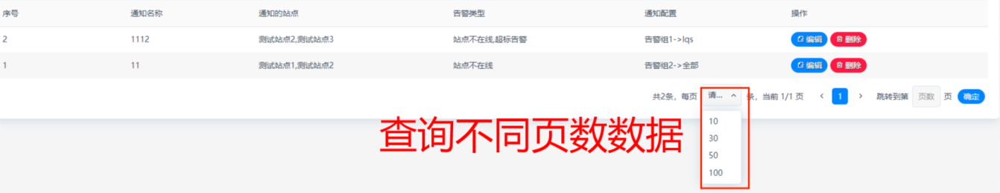 序号 通知名称 通知的站点 告警类型 通知配置 操作
2 1112 测试站点2,测试站点3 站点不在线,超标告警 告警组1->lqs 编辑 删除
1 11 测试站点1,测试站点2 站点不在线 告警组2->全部 编辑 删除
共2条，每页 请... 条，当前 1/1 页 1 跳转到第 页数 页 确定
10
30
50
100
查询不同页数数据